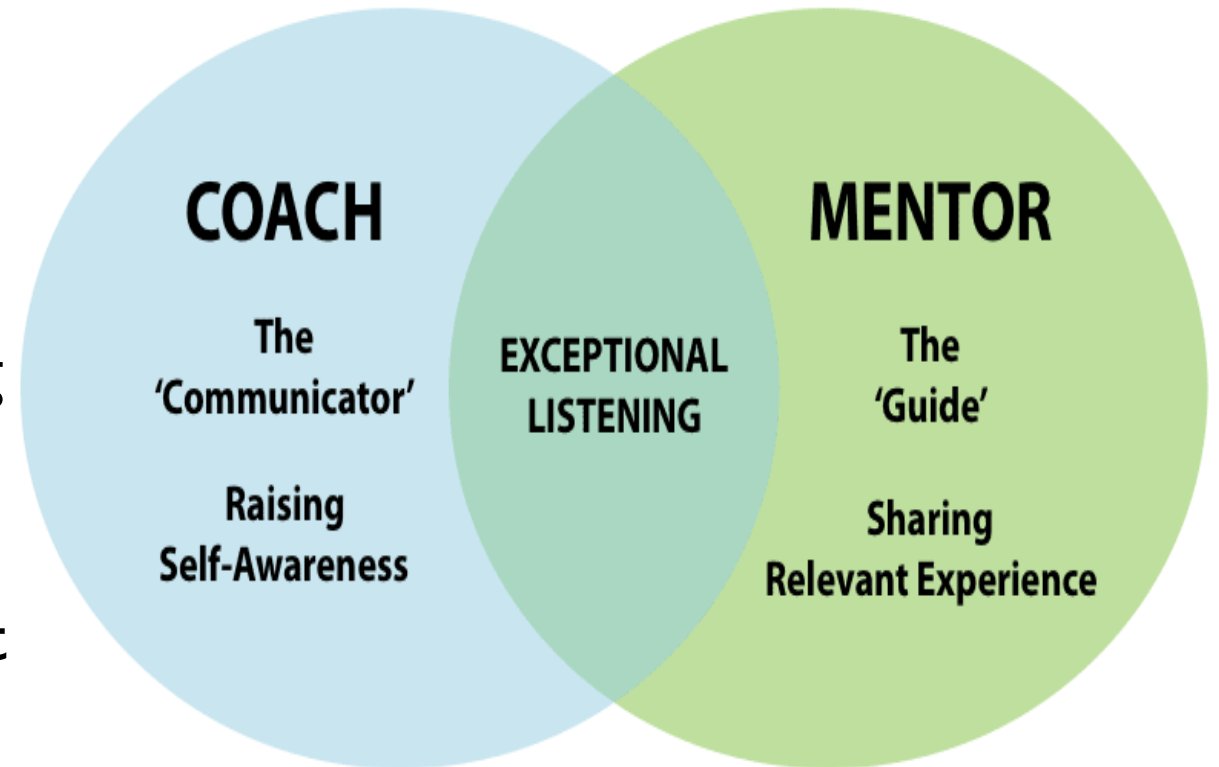 COACH
The
‘Communicator’
Raising
Self-Awareness
EXCEPTIONAL
LISTENING
MENTOR
The
‘Guide’
Sharing
Relevant Experience